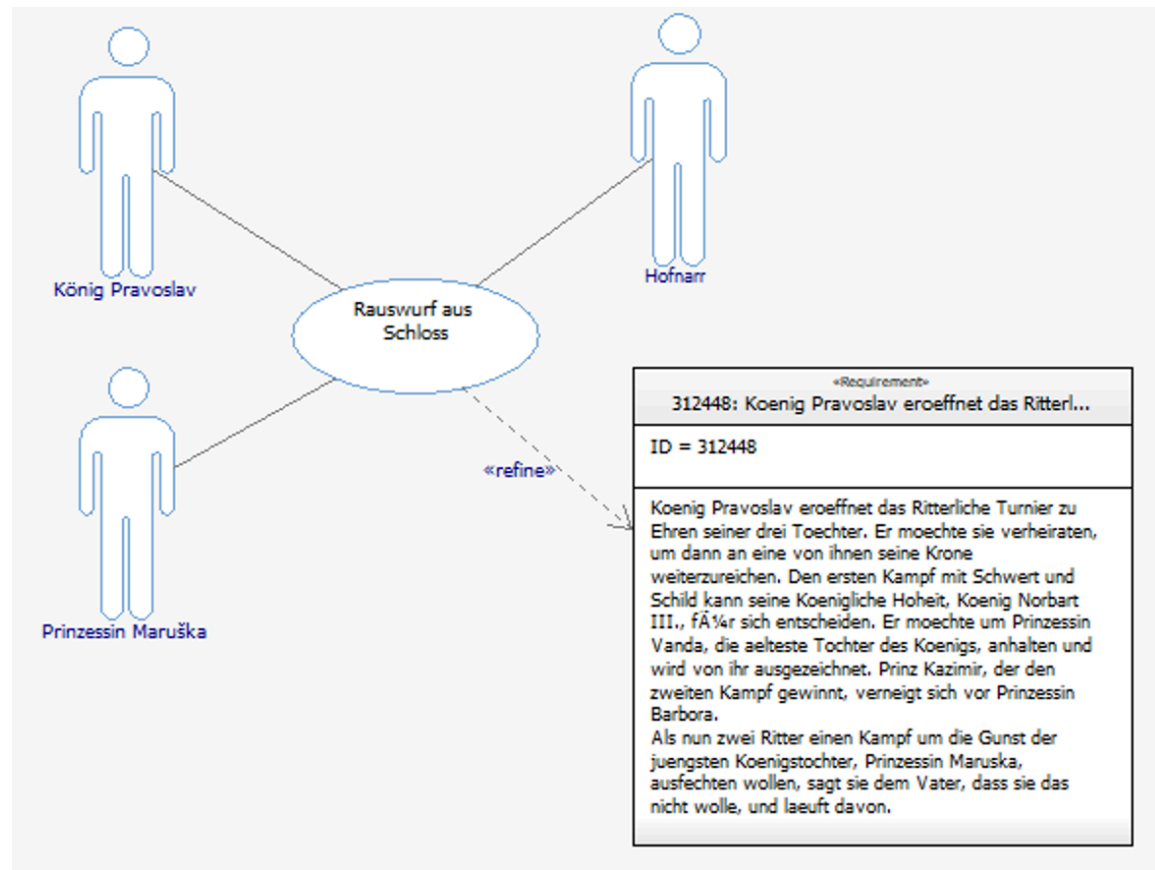 König Pravoslav
Hofnarr
Rauswurf aus
Schloss
Prinzessin Maruška
«refine»
«Requirement»
312448: Koenig Pravoslav eroeffnet das Ritterl...
ID = 312448
Koenig Pravoslav eroeffnet das Ritterliche Turnier zu
Ehren seiner drei Toechter. Er moechte sie verheiraten,
um dann an eine von ihnen seine Krone
weiterzureichen. Den ersten Kampf mit Schwert und
Schild kann seine Koenigliche Hoheit, Koenig Norbart
III., fÃ¼r sich entscheiden. Er moechte um Prinzessin
Vanda, die aelteste Tochter des Koenigs, anhalten und
wird von ihr ausgezeichnet. Prinz Kazimir, der den
zweiten Kampf gewinnt, verneigt sich vor Prinzessin
Barbora.
Als nun zwei Ritter einen Kampf um die Gunst der
juengsten Koenigstochter, Prinzessin Maruska,
ausfechten wollen, sagt sie dem Vater, dass sie das
nicht wolle, und laeuft davon.